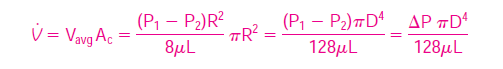 V̇ = V_avg A_c = (P₁ − P₂)R² / 8μL πR² = (P₁ − P₂)πD⁴ / 128μL = ΔP πD⁴ / 128μL